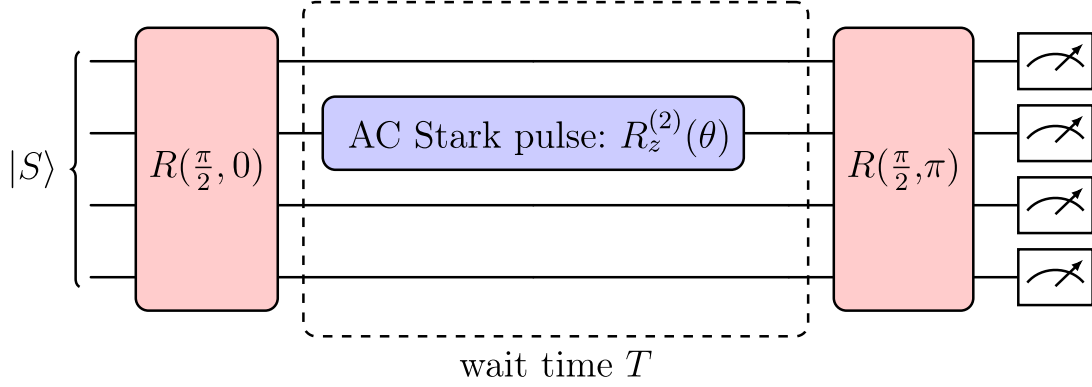 |S⟩
R(π/2, 0)
AC Stark pulse: R_z^{(2)}(θ)
R(π/2,π)
wait time T